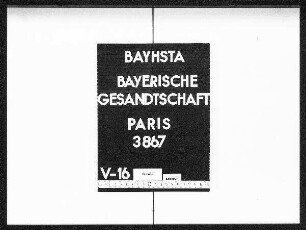 BAYHSTA
BAYERISCHE
GESANDTSCHAFT
PARIS
3867
V-16